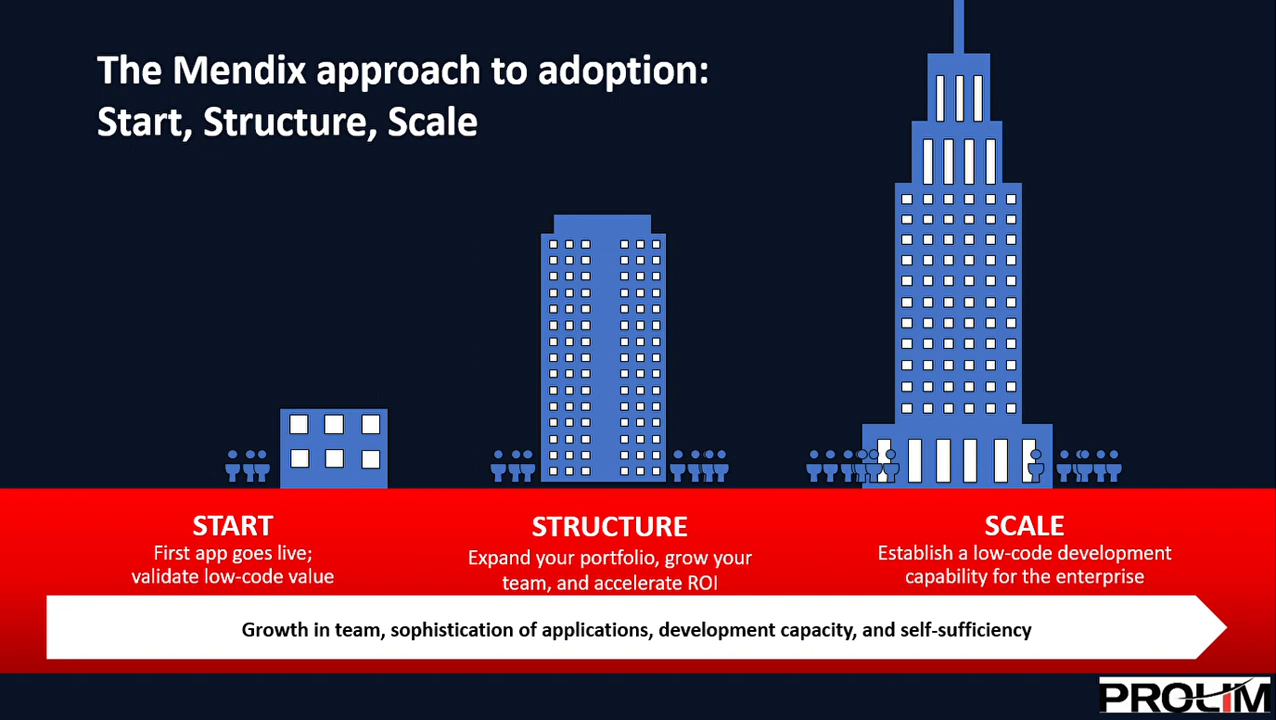 The Mendix approach to adoption:
Start, Structure, Scale
START
First app goes live;
validate low-code value
STRUCTURE
Expand your portfolio, grow your
team, and accelerate ROI
SCALE
Establish a low-code development
capability for the enterprise
Growth in team, sophistication of applications, development capacity, and self-sufficiency
PROLIM